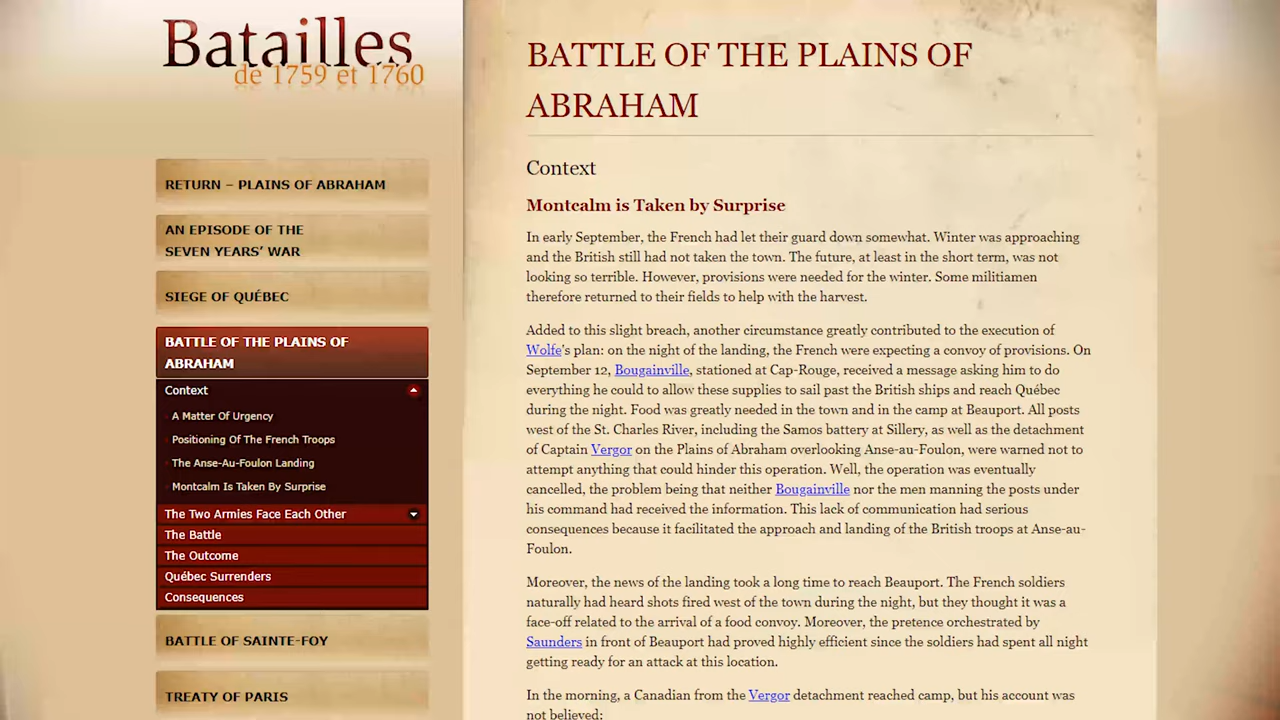 Batailles
de 1759 et 1760
RETURN – PLAINS OF ABRAHAM
AN EPISODE OF THE
SEVEN YEARS’ WAR
SIEGE OF QUÉBEC
BATTLE OF THE PLAINS OF
ABRAHAM
Context
A Matter Of Urgency
Positioning Of The French Troops
The Anse-Au-Foulon Landing
Montcalm Is Taken By Surprise
The Two Armies Face Each Other
The Battle
The Outcome
Québec Surrenders
Consequences
BATTLE OF SAINTE-FOY
TREATY OF PARIS
BATTLE OF THE PLAINS OF
ABRAHAM
Context
Montcalm is Taken by Surprise
In early September, the French had let their guard down somewhat. Winter was approaching
and the British still had not taken the town. The future, at least in the short term, was not
looking so terrible. However, provisions were needed for the winter. Some militiamen
therefore returned to their fields to help with the harvest.
Added to this slight breach, another circumstance greatly contributed to the execution of
Wolfe's plan: on the night of the landing, the French were expecting a convoy of provisions. On
September 12, Bougainville, stationed at Cap-Rouge, received a message asking him to do
everything he could to allow these supplies to sail past the British ships and reach Québec
during the night. Food was greatly needed in the town and in the camp at Beauport. All posts
west of the St. Charles River, including the Samos battery at Sillery, as well as the detachment
of Captain Vergor on the Plains of Abraham overlooking Anse-au-Foulon, were warned not to
attempt anything that could hinder this operation. Well, the operation was eventually
cancelled, the problem being that neither Bougainville nor the men manning the posts under
his command had received the information. This lack of communication had serious
consequences because it facilitated the approach and landing of the British troops at Anse-au-
Foulon.
Moreover, the news of the landing took a long time to reach Beauport. The French soldiers
naturally had heard shots fired west of the town during the night, but they thought it was a
face-off related to the arrival of a food convoy. Moreover, the pretence orchestrated by
Saunders in front of Beauport had proved highly efficient since the soldiers had spent all night
getting ready for an attack at this location.
In the morning, a Canadian from the Vergor detachment reached camp, but his account was
not believed: